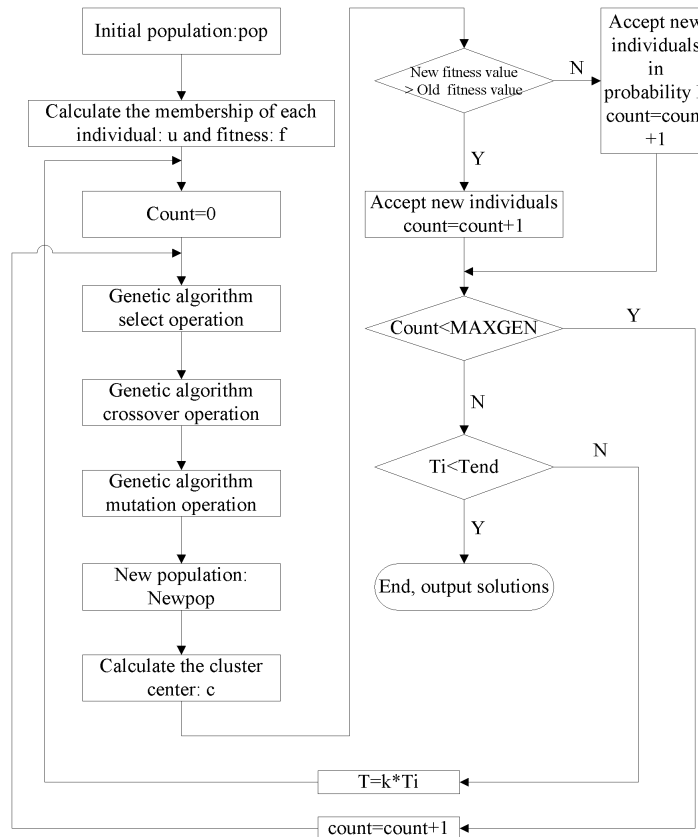 Initial population:pop
Calculate the membership of each
individual: u and fitness: f
Count=0
Genetic algorithm
select operation
Genetic algorithm
crossover operation
Genetic algorithm
mutation operation
New population:
Newpop
Calculate the cluster
center: c
New fitness value
> Old fitness value
N
Accept new
individuals
in
probability
count=coun
+1
Y
Accept new individuals
count=count+1
Count<MAXGEN
Y
N
Ti<Tend
N
Y
End, output solutions
T=k*Ti
count=count+1